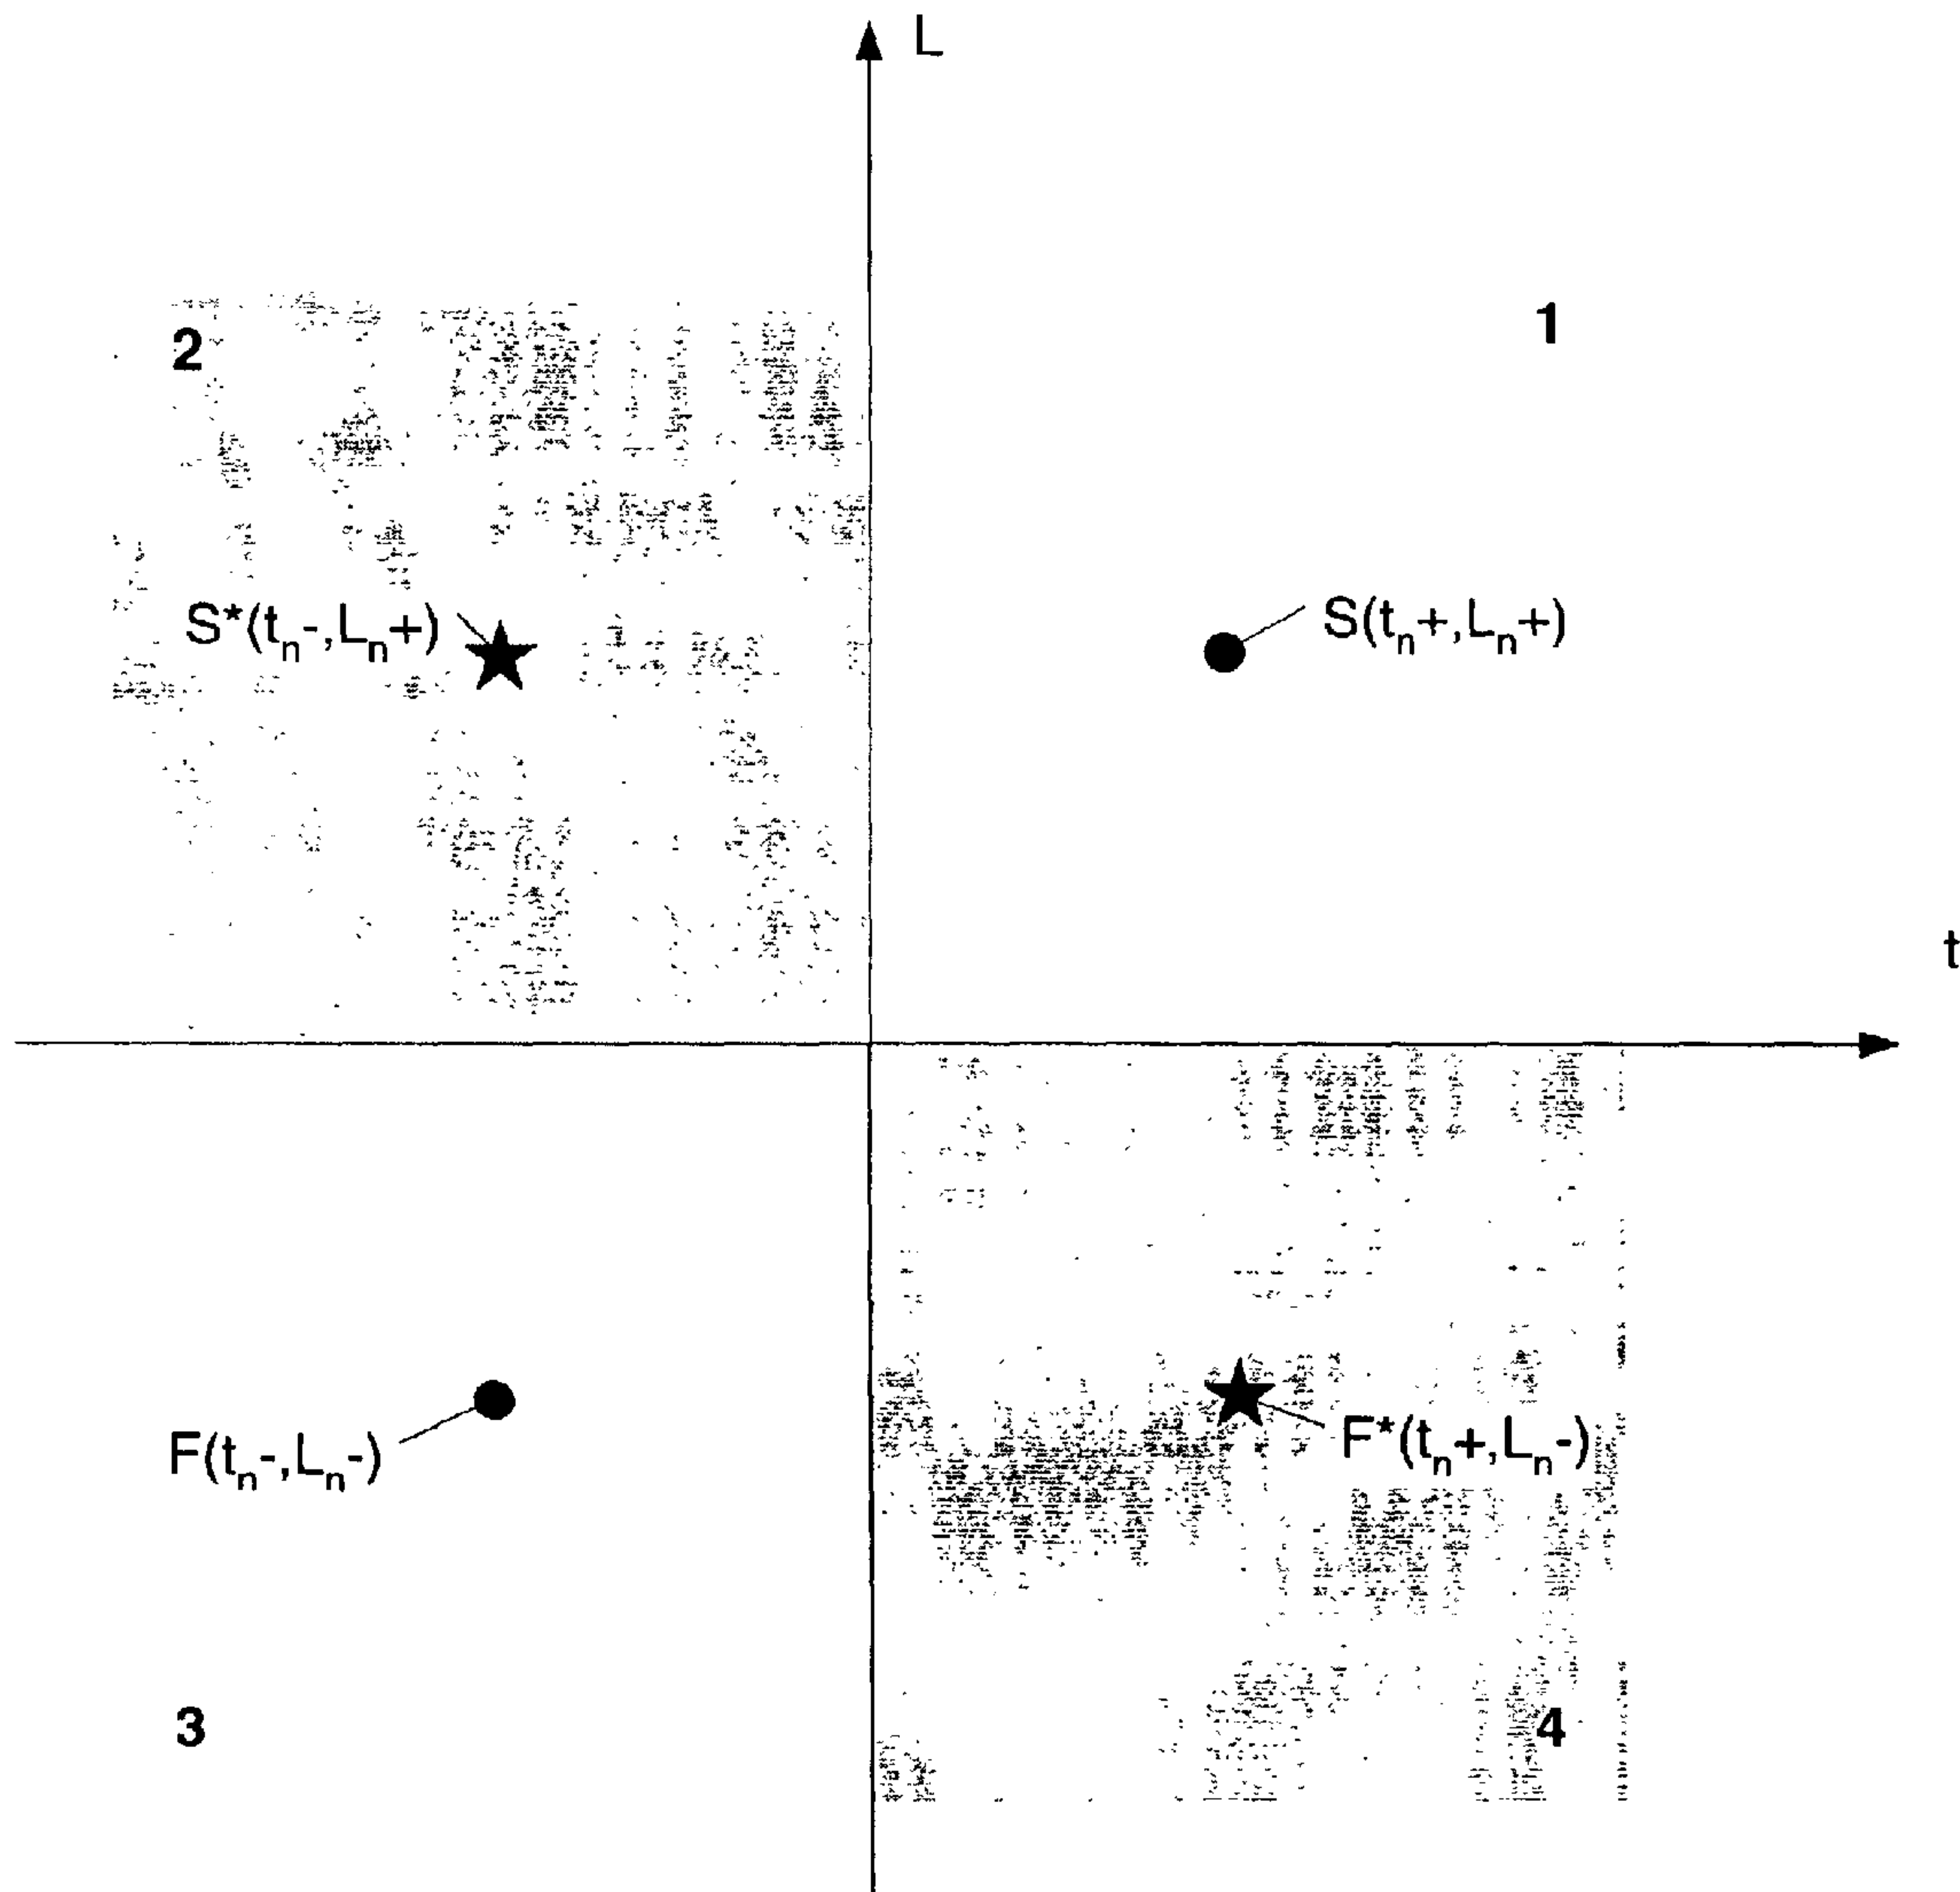 L
1
2
S*(tₙ-,Lₙ+)
S(tₙ+,Lₙ+)
t
F(tₙ-,Lₙ-)
F*(tₙ+,Lₙ-)
3
4